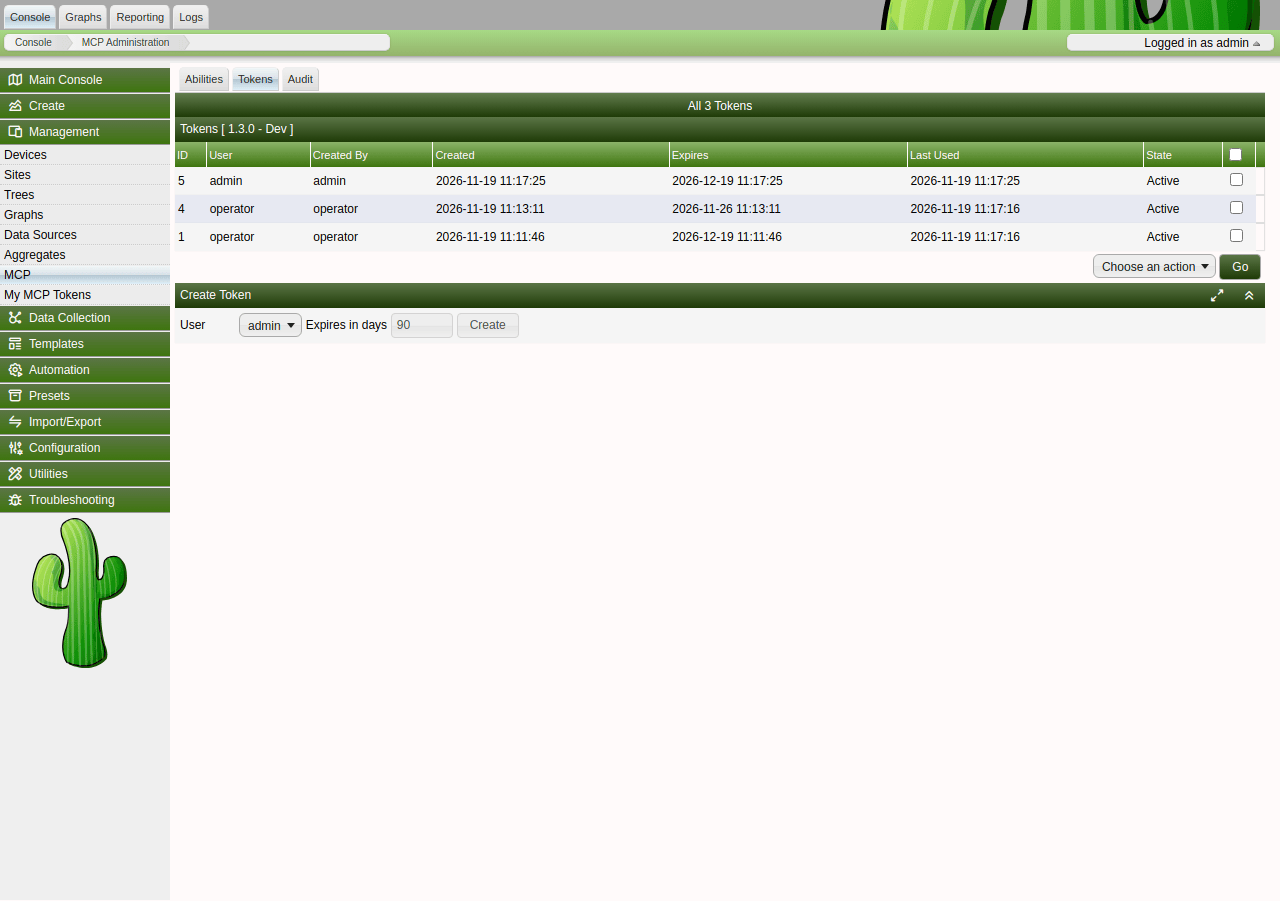 Console Graphs Reporting Logs
Console MCP Administration Logged in as admin
Main Console
Create
Management
Devices
Sites
Trees
Graphs
Data Sources
Aggregates
MCP
My MCP Tokens
Data Collection
Templates
Automation
Presets
Import/Export
Configuration
Utilities
Troubleshooting
Abilities Tokens Audit
All 3 Tokens
Tokens [ 1.3.0 - Dev ]
ID User Created By Created Expires Last Used State
5 admin admin 2026-11-19 11:17:25 2026-12-19 11:17:25 2026-11-19 11:17:25 Active
4 operator operator 2026-11-19 11:13:11 2026-11-26 11:13:11 2026-11-19 11:17:16 Active
1 operator operator 2026-11-19 11:11:46 2026-12-19 11:11:46 2026-11-19 11:17:16 Active
Choose an action Go
Create Token
User admin Expires in days 90 Create